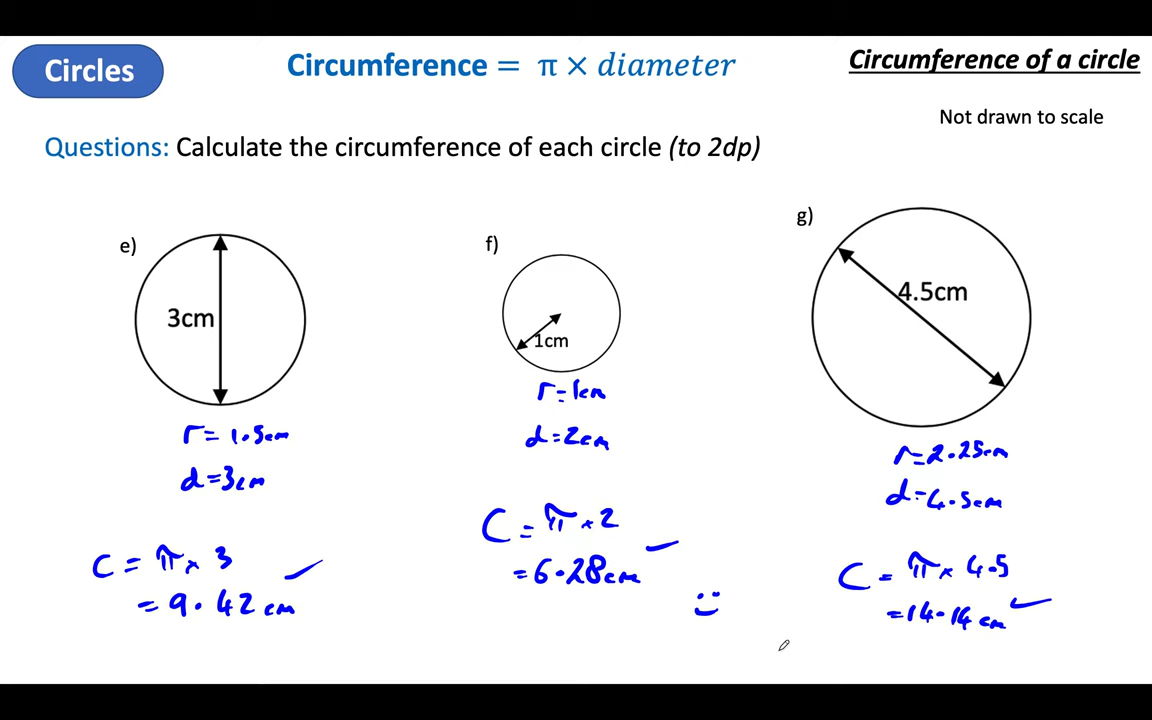 Circles
Circumference = π × diameter
Circumference of a circle
Not drawn to scale
Questions: Calculate the circumference of each circle (to 2dp)
e)
3cm
r = 1.5cm
d = 3cm
C = π × 3
= 9.42 cm
f)
1cm
r = 1cm
d = 2cm
C = π × 2
= 6.28cm
g)
4.5cm
r = 2.25cm
d = 4.5cm
C = π × 4.5
= 14.14 cm